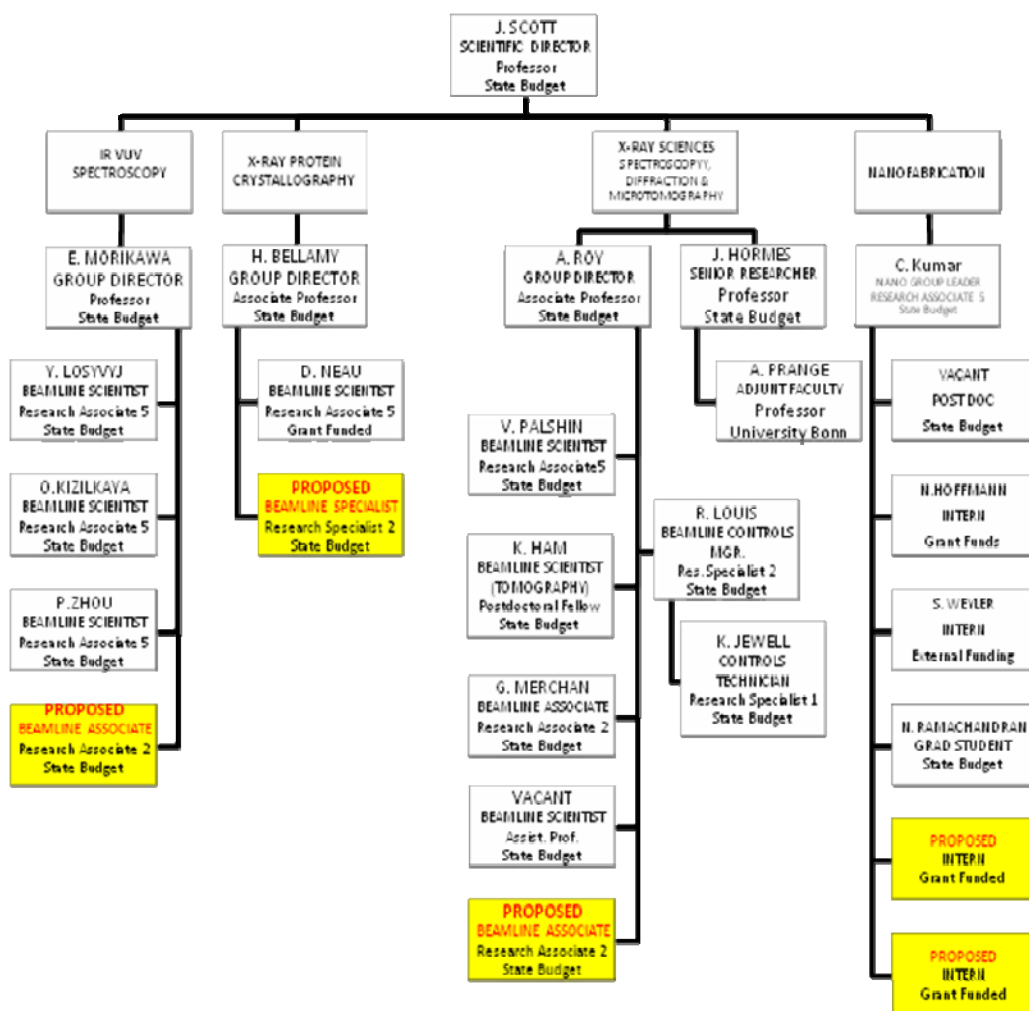 J. SCOTT
SCIENTIFIC DIRECTOR
Professor
State Budget
IR VUV
SPECTROSCOPY
X-RAY PROTEIN
CRYSTALLOGRAPHY
X-RAY SCIENCES
SPECTROSCOPYY,
DIFFRACTION &
MICROTOMOGRAPHY
NANOFABRICATION
E. MORIKAWA
GROUP DIRECTOR
Professor
State Budget
H. BELLAMY
GROUP DIRECTOR
Associate Professor
State Budget
A. ROY
GROUP DIRECTOR
Associate Professor
State Budget
J. HORMES
SENIOR RESEARCHER
Professor
State Budget
C. Kumar
NANO GROUP LEADER
RESEARCH ASSOCIATE 5
State Budget
Y. LOSYVYJ
BEAMLINE SCIENTIST
Research Associate 5
State Budget
O.KIZILKAYA
BEAMLINE SCIENTIST
Research Associate 5
State Budget
P.ZHOU
BEAMLINE SCIENTIST
Research Associate 5
State Budget
PROPOSED
BEAMLINE ASSOCIATE
Research Associate 2
State Budget
D. NEAU
BEAMLINE SCIENTIST
Research Associate 5
Grant Funded
PROPOSED
BEAMLINE SPECIALIST
Research Specialist 2
State Budget
V. PALSHIN
BEAMLINE SCIENTIST
Research Associate5
State Budget
K. HAM
BEAMLINE SCIENTIST
(TOMOGRAPHY)
Postdoctoral Fellow
State Budget
G. MERCHAN
BEAMLINE ASSOCIATE
Research Associate 2
State Budget
VACANT
BEAMLINE SCIENTIST
Assist. Prof.
State Budget
PROPOSED
BEAMLINE ASSOCIATE
Research Associate 2
State Budget
R. LOUIS
BEAMLINE CONTROLS
MGR.
Res. Specialist 2
State Budget
K. JEWELL
CONTROLS
TECHNICIAN
Research Specialist 1
State Budget
A. PRANGE
ADJUNT FACULTY
Professor
University Bonn
VACANT
POST DOC
State Budget
N.HOFFMANN
INTERN
Grant Funds
S. WEYLER
INTERN
External Funding
N. RAMACHANDRAN
GRAD STUDENT
State Budget
PROPOSED
INTERN
Grant Funded
PROPOSED
INTERN
Grant Funded